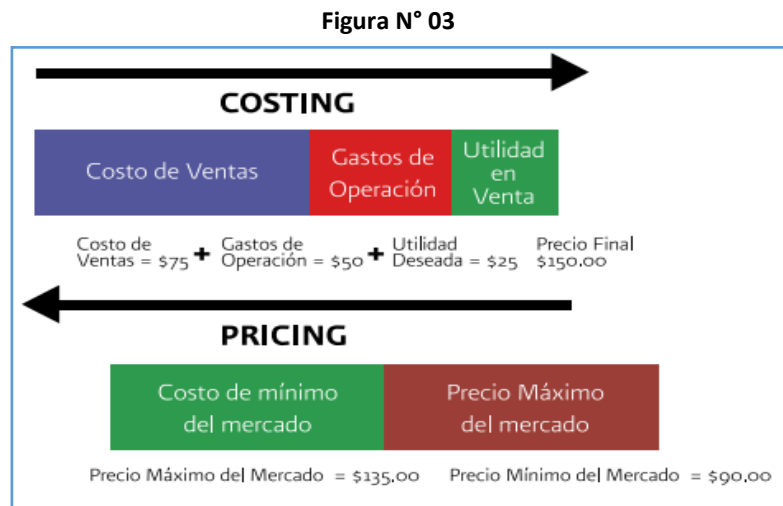 Figura N° 03
COSTING
Costo de Ventas
Gastos de
Operación
Utilidad
en
Venta
Costo de
Ventas = $75
+
Gastos de
Operación = $50
+
Utilidad
Deseada = $25
Precio Final
$150.00
PRICING
Costo de mínimo
del mercado
Precio Máximo
del mercado
Precio Máximo del Mercado = $135.00
Precio Mínimo del Mercado = $90.00